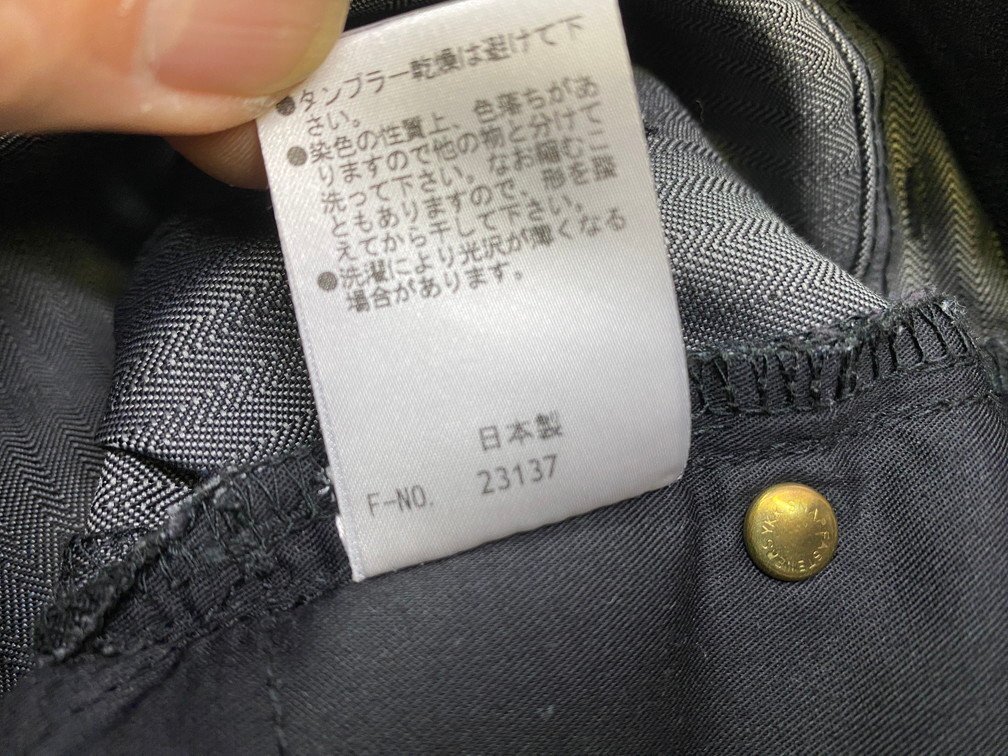 ●タンブラー乾燥は避けて下
さい。
●染色の性質上、色落ちがあ
りますので他の物と分けて
洗って下さい。なお縮むこ
ともありますので、形を整
えてから干して下さい。
●洗濯により光沢が薄くなる
場合があります。
日本製
F-NO. 23137
FASTENERS YK